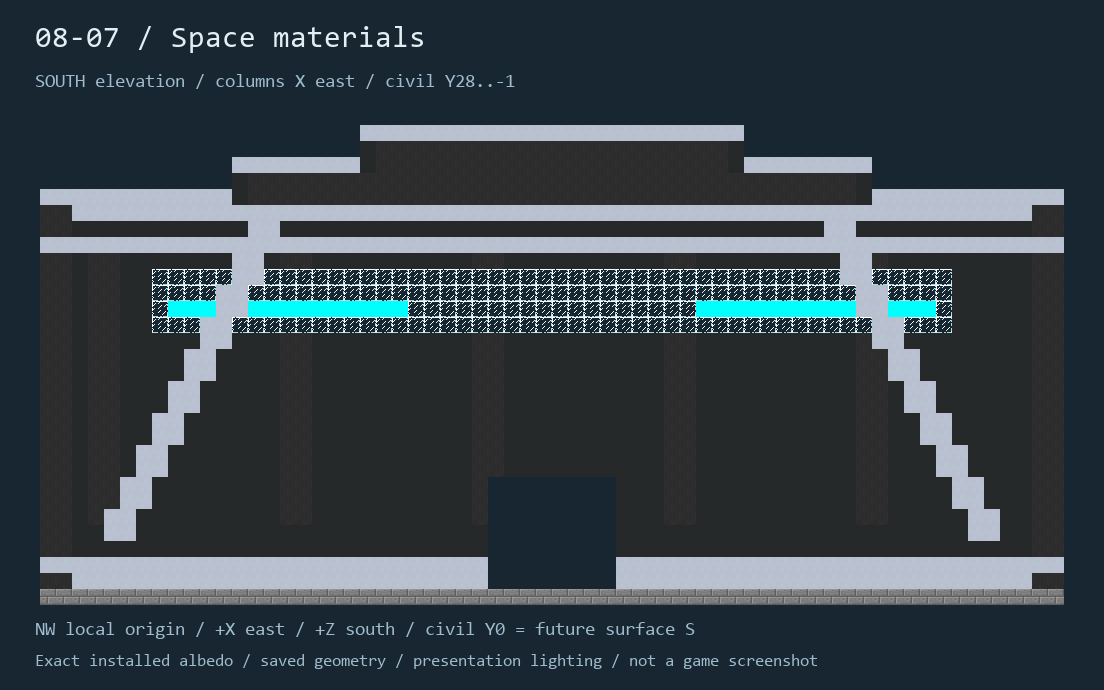 08-07 / Space materials
SOUTH elevation / columns X east / civil Y28..-1
NW local origin / +X east / +Z south / civil Y0 = future surface S
Exact installed albedo / saved geometry / presentation lighting / not a game screenshot